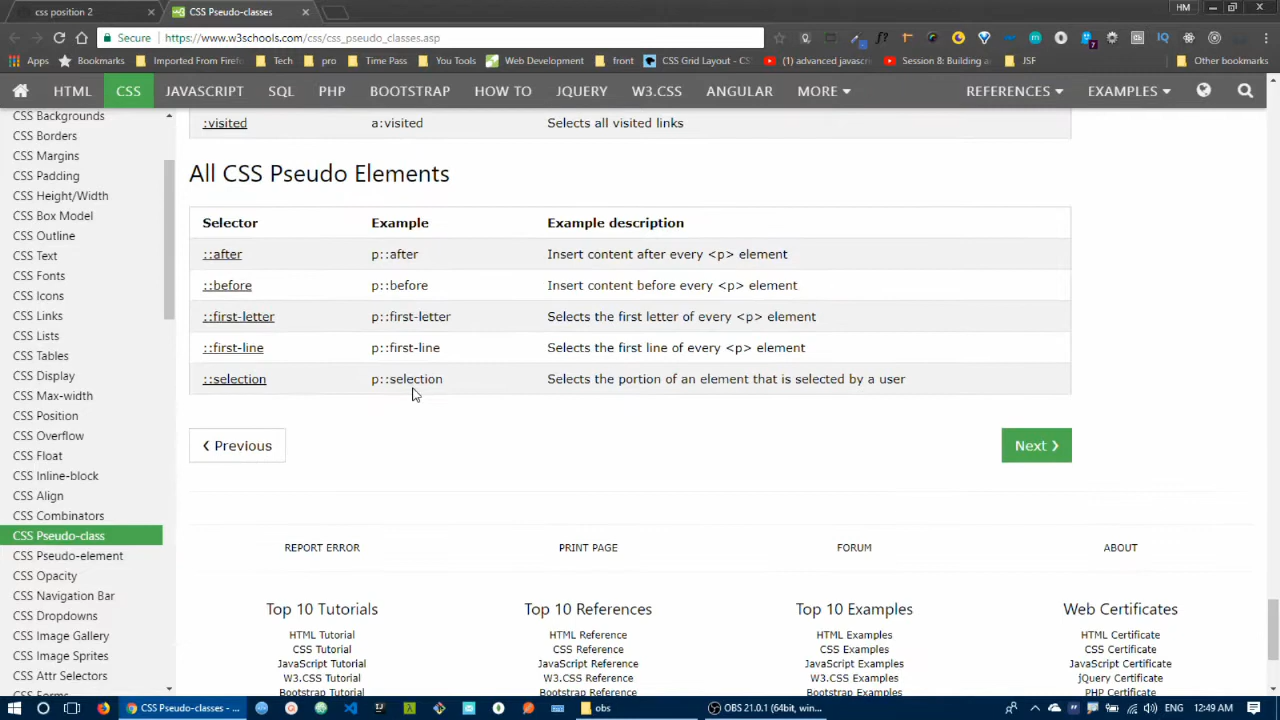 css position 2
CSS Pseudo-classes
HM
Secure
https://www.w3schools.com/css/css_pseudo_classes.asp
Apps
Bookmarks
Imported From Firefo
Tech
pro
Time Pass
You Tools
Web Development
front
CSS Grid Layout - CS
(1) advanced javascr
Session 8: Building a
JSF
Other bookmarks
HTML
CSS
JAVASCRIPT
SQL
PHP
BOOTSTRAP
HOW TO
JQUERY
W3.CSS
ANGULAR
MORE
REFERENCES
EXAMPLES
CSS Backgrounds
CSS Borders
CSS Margins
CSS Padding
CSS Height/Width
CSS Box Model
CSS Outline
CSS Text
CSS Fonts
CSS Icons
CSS Links
CSS Lists
CSS Tables
CSS Display
CSS Max-width
CSS Position
CSS Overflow
CSS Float
CSS Inline-block
CSS Align
CSS Combinators
CSS Pseudo-class
CSS Pseudo-element
CSS Opacity
CSS Navigation Bar
CSS Dropdowns
CSS Image Gallery
CSS Image Sprites
CSS Attr Selectors
:visited a:visited Selects all visited links
All CSS Pseudo Elements
Selector Example Example description
::after p::after Insert content after every <p> element
::before p::before Insert content before every <p> element
::first-letter p::first-letter Selects the first letter of every <p> element
::first-line p::first-line Selects the first line of every <p> element
::selection p::selection Selects the portion of an element that is selected by a user
❮ Previous
Next ❯
REPORT ERROR
PRINT PAGE
FORUM
ABOUT
Top 10 Tutorials
HTML Tutorial
CSS Tutorial
JavaScript Tutorial
W3.CSS Tutorial
Bootstrap Tutorial
Top 10 References
HTML Reference
CSS Reference
JavaScript Reference
W3.CSS Reference
Bootstrap Reference
Top 10 Examples
HTML Examples
CSS Examples
JavaScript Examples
W3.CSS Examples
Bootstrap Examples
Web Certificates
HTML Certificate
CSS Certificate
JavaScript Certificate
jQuery Certificate
PHP Certificate
CSS Pseudo-classes - ...
obs
OBS 21.0.1 (64bit, win...
ENG
12:49 AM